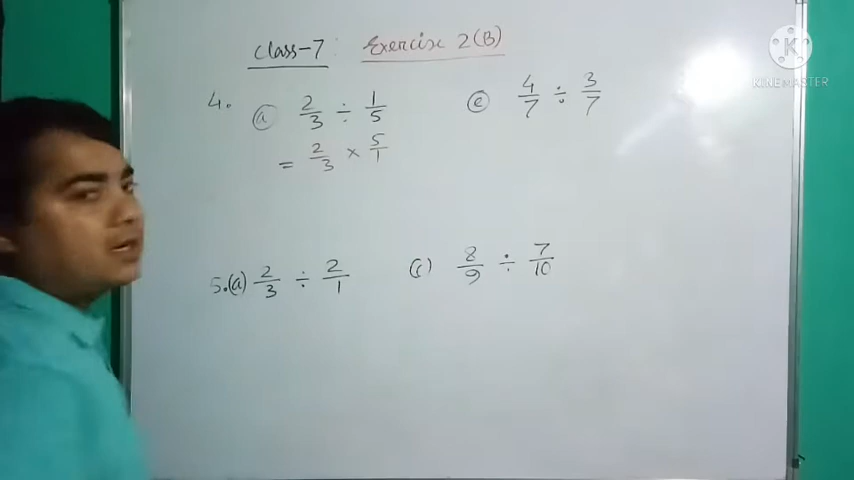 Class-7 : Exercise 2(B)
4. (a) 2/3 ÷ 1/5 (e) 4/7 ÷ 3/7
= 2/3 × 5/1
5.(a) 2/3 ÷ 2/1 (c) 8/9 ÷ 7/10
K
KINEMASTER